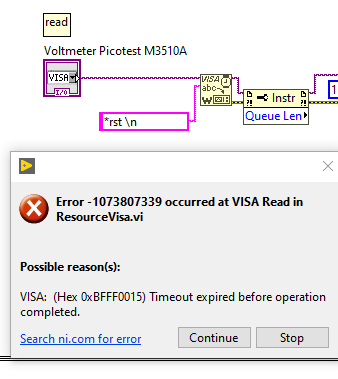 read
Voltmeter Picotest M3510A
VISA
I/O
VISA
abc
W
Instr
*rst \n
Queue Len
1
Error -1073807339 occurred at VISA Read in
ResourceVisa.vi
Possible reason(s):
VISA: (Hex 0xBFFF0015) Timeout expired before operation
completed.
Search ni.com for error
Continue
Stop